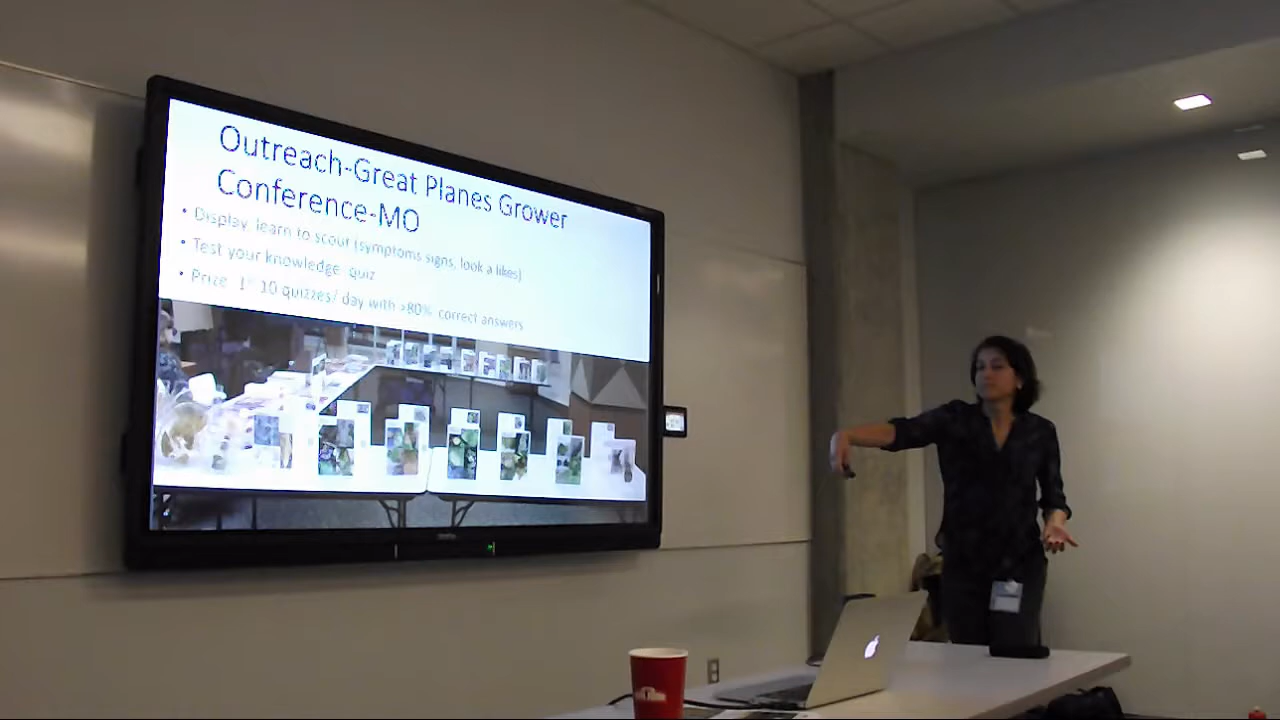 Outreach-Great Planes Grower
Conference-MO
• Display learn to scout (symptoms signs, look a likes)
• Test your knowledge quiz
• Prize 1st 10 quizzes/ day with >80% correct answers